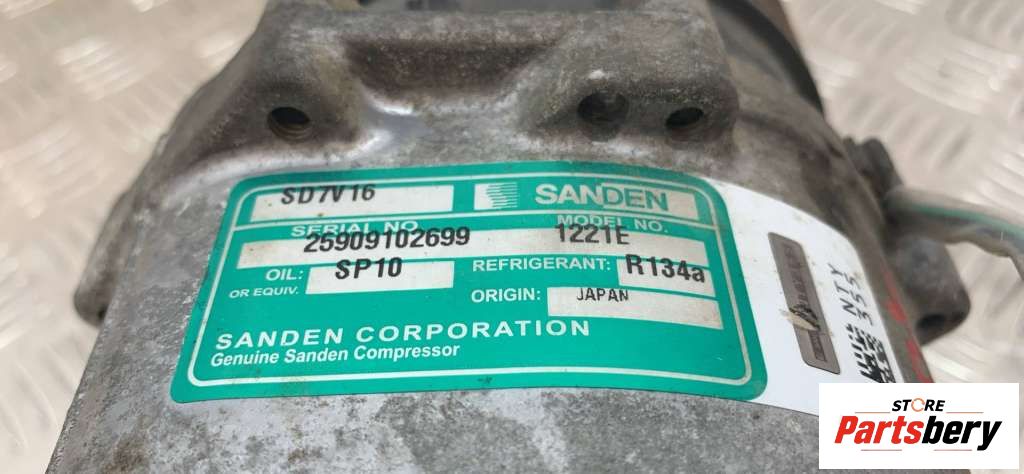 SD7V16 SANDEN
SERIAL NO. MODEL NO.
25909102699 1221E
OIL: SP10 REFRIGERANT: R134a
OR EQUIV.
ORIGIN: JAPAN
SANDEN CORPORATION
Genuine Sanden Compressor
NTY
STORE
Partsbery